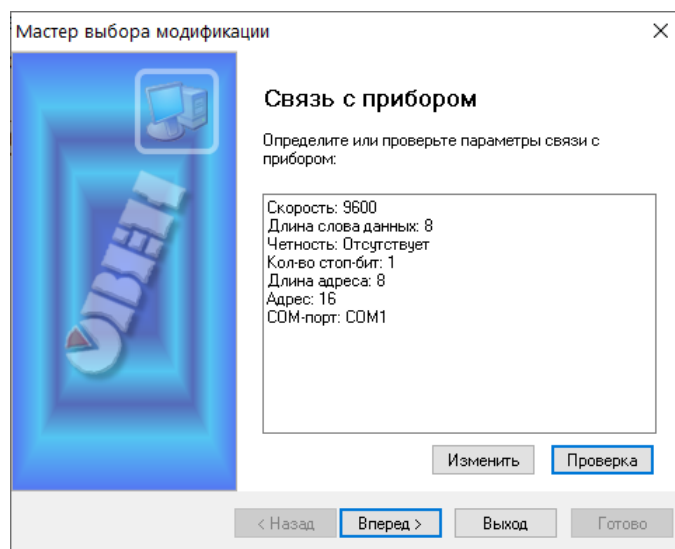 Мастер выбора модификации
ОВЕН
Связь с прибором
Определите или проверьте параметры связи с
прибором:
Скорость: 9600
Длина слова данных: 8
Четность: Отсутствует
Кол-во стоп-бит: 1
Длина адреса: 8
Адрес: 16
COM-порт: COM1
Изменить
Проверка
< Назад
Вперед >
Выход
Готово